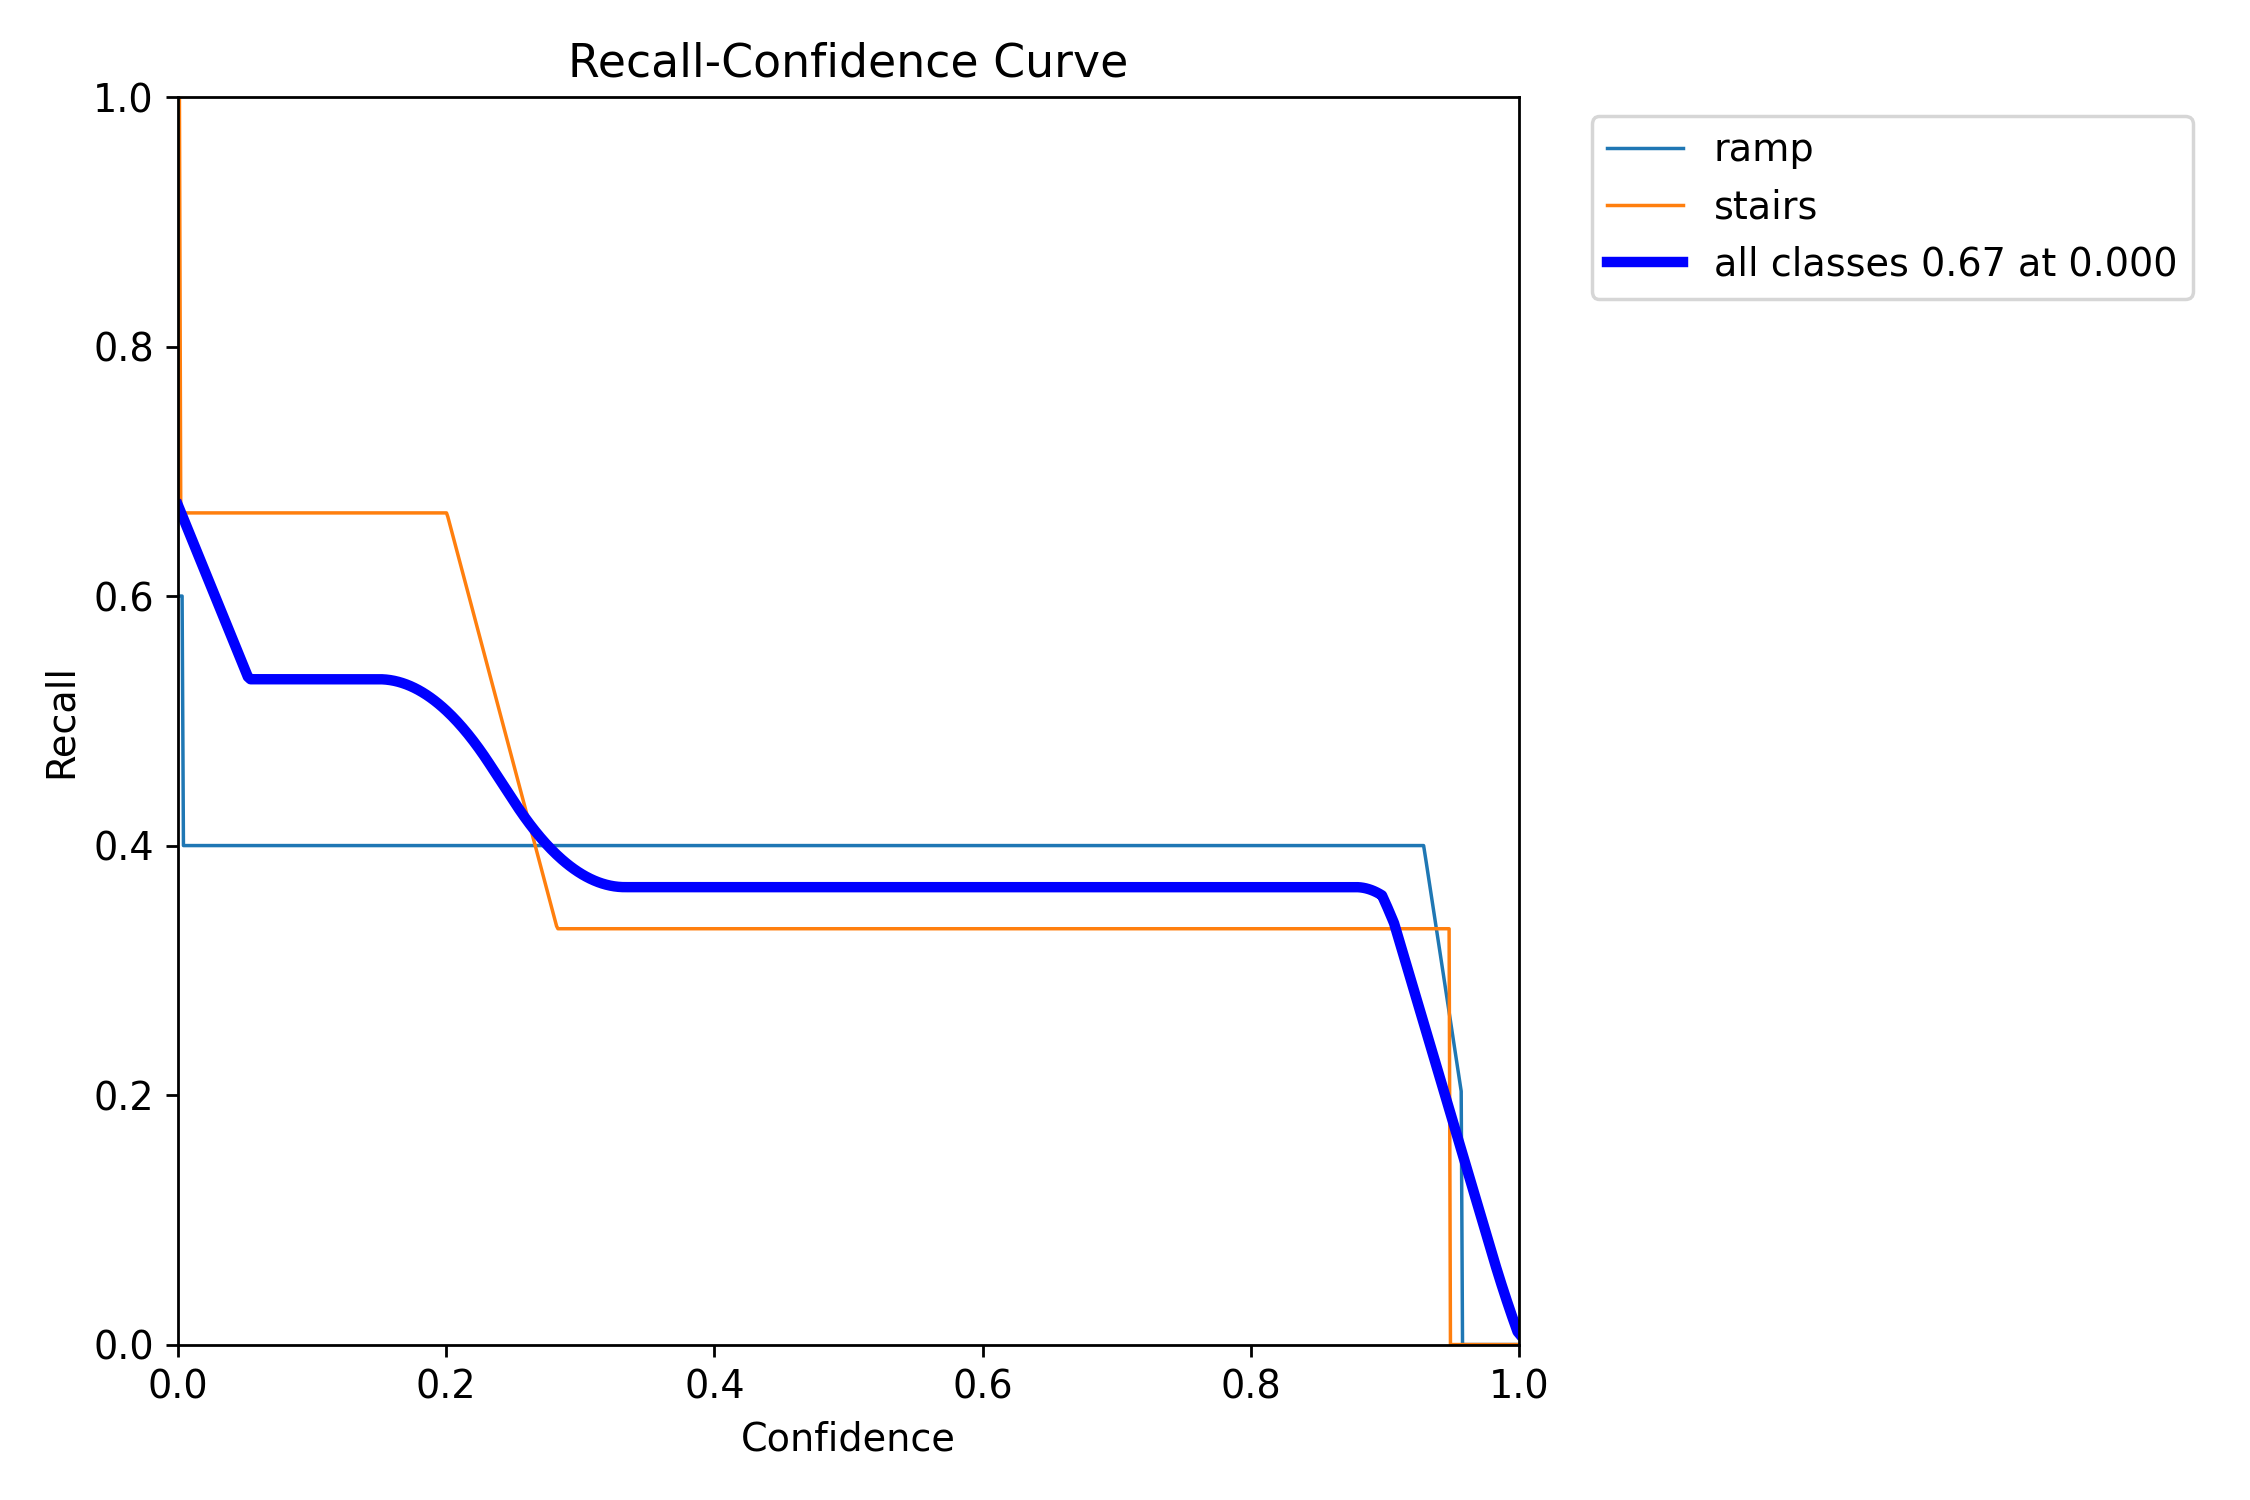 Recall-Confidence Curve
1.0
0.8
0.6
0.4
0.2
0.0
Recall
0.0 0.2 0.4 0.6 0.8 1.0
Confidence
ramp
stairs
all classes 0.67 at 0.000